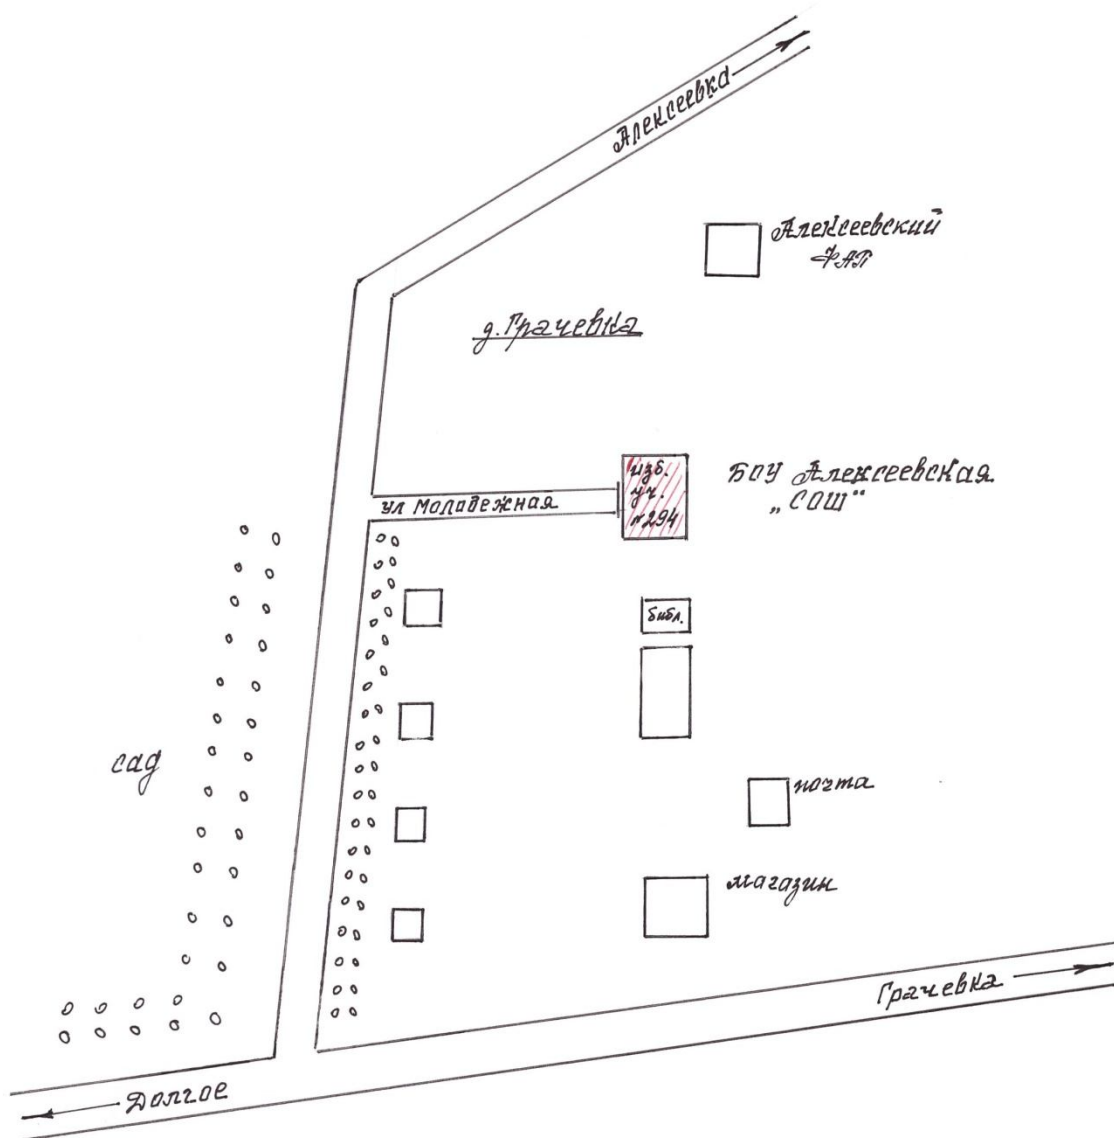 Алексеевка
Алексеевский
ФАП
д. Грачевка
изб.
уч.
№294
БОУ Алексеевская
„СОШ“
ул Молодежная
библ.
сад
почта
магазин
Грачевка
Долгое